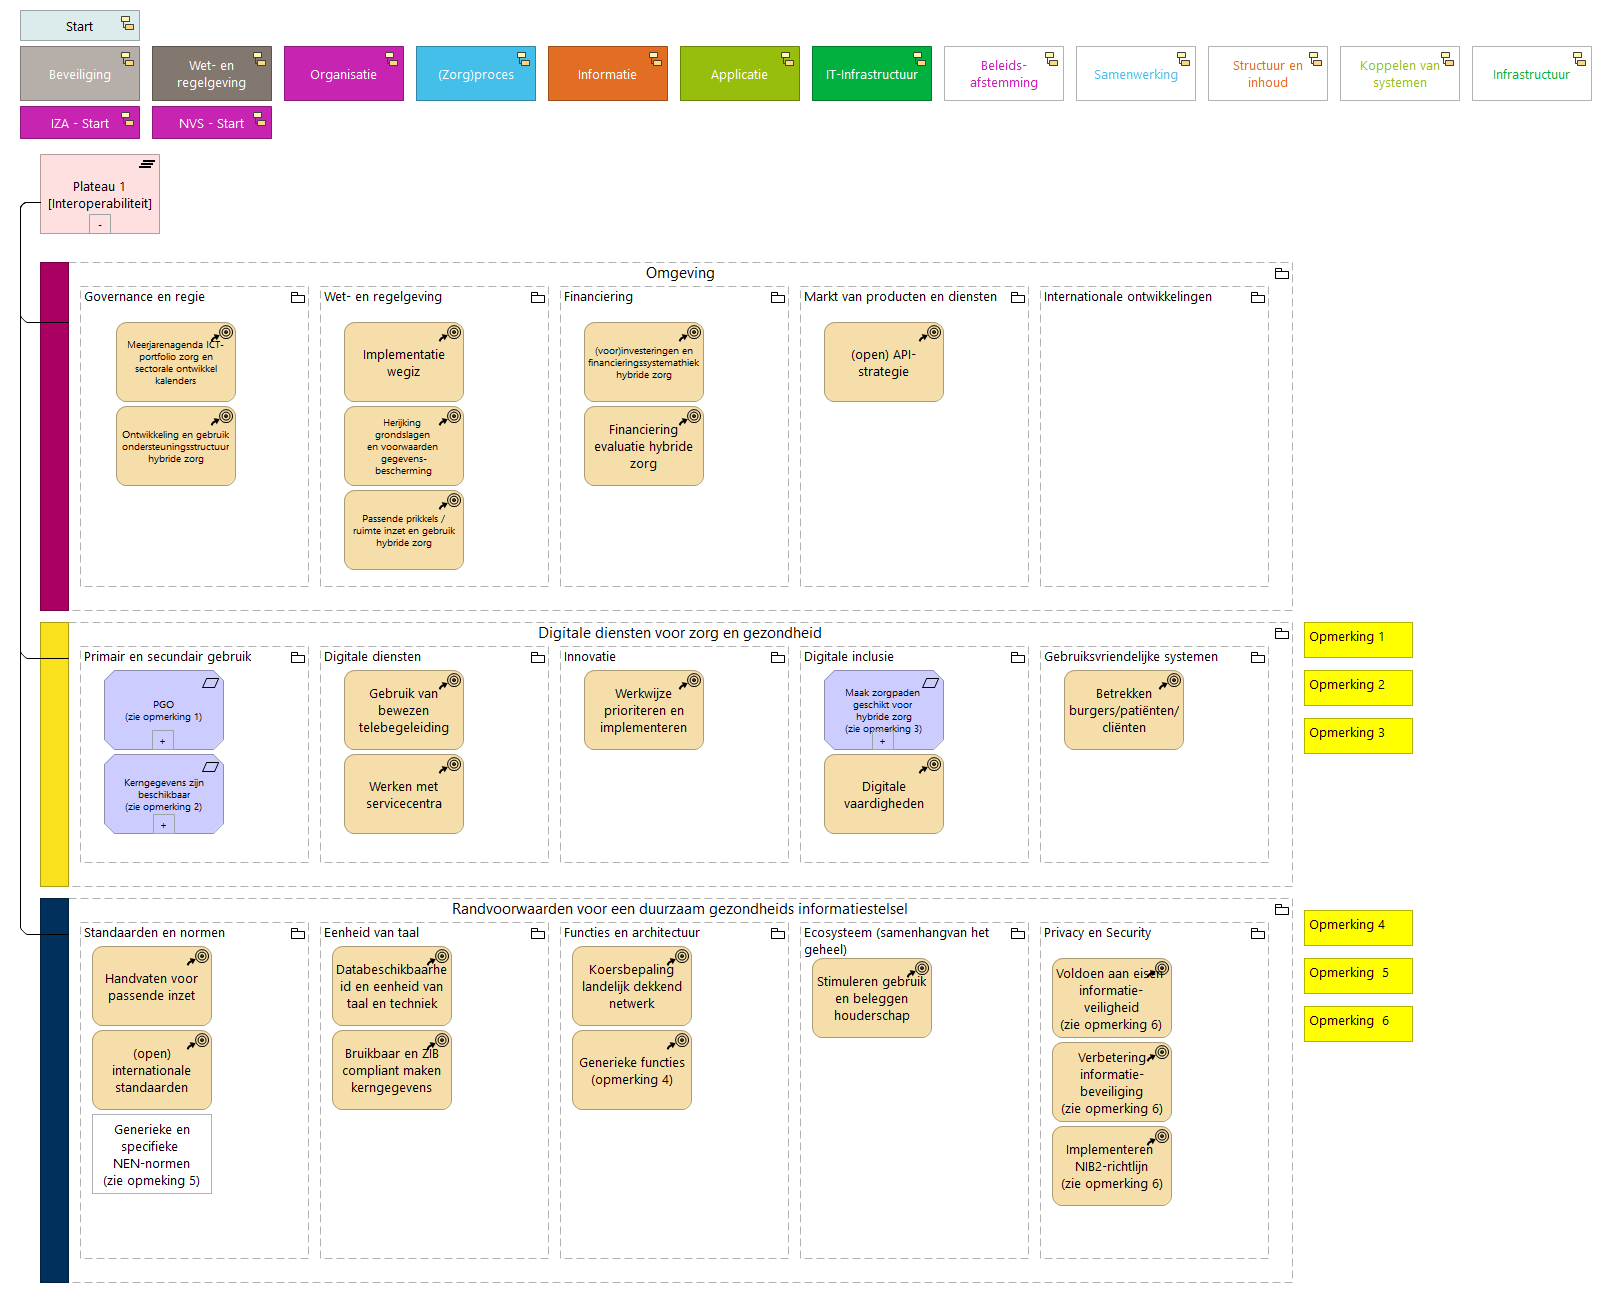 Start
Beveiliging
Wet- en
regelgeving
Organisatie
(Zorg)proces
Informatie
Applicatie
IT-Infrastructuur
Beleids-
afstemming
Samenwerking
Structuur en
inhoud
Koppelen van
systemen
Infrastructuur
IZA - Start
NVS - Start
Plateau 1
[Interoperabiliteit]
-
Omgeving
Governance en regie
Meerjarenagenda ICT-
portfolio zorg en
sectorale ontwikkel
kalenders
Ontwikkeling en gebruik
ondersteuningsstructuur
hybride zorg
Wet- en regelgeving
Implementatie
wegiz
Herijking
grondslagen
en voorwaarden
gegevens-
bescherming
Passende prikkels /
ruimte inzet en gebruik
hybride zorg
Financiering
(voor)investeringen en
financieringssystemathiek
hybride zorg
Financiering
evaluatie hybride
zorg
Markt van producten en diensten
(open) API-
strategie
Internationale ontwikkelingen
Digitale diensten voor zorg en gezondheid
Primair en secundair gebruik
PGO
(zie opmerking 1)
+
Kerngegevens zijn
beschikbaar
(zie opmerking 2)
+
Digitale diensten
Gebruik van
bewezen
telebegeleiding
Werken met
servicecentra
Innovatie
Werkwijze
prioriteren en
implementeren
Digitale inclusie
Maak zorgpaden
geschikt voor
hybride zorg
(zie opmerking 3)
+
Digitale
vaardigheden
Gebruiksvriendelijke systemen
Betrekken
burgers/patiënten/
cliënten
Opmerking 1
Opmerking 2
Opmerking 3
Randvoorwaarden voor een duurzaam gezondheids informatiestelsel
Standaarden en normen
Handvaten voor
passende inzet
(open)
internationale
standaarden
Generieke en
specifieke
NEN-normen
(zie opmeking 5)
Eenheid van taal
Databeschikbaarhe
id en eenheid van
taal en techniek
Bruikbaar en ZIB
compliant maken
kerngegevens
Functies en architectuur
Koersbepaling
landelijk dekkend
netwerk
Generieke functies
(opmerking 4)
Ecosysteem (samenhangvan het
geheel)
Stimuleren gebruik
en beleggen
houderschap
Privacy en Security
Voldoen aan eisen
informatie-
veiligheid
(zie opmerking 6)
Verbetering
informatie-
beveiliging
(zie opmerking 6)
Implementeren
NIB2-richtlijn
(zie opmerking 6)
Opmerking 4
Opmerking  5
Opmerking  6